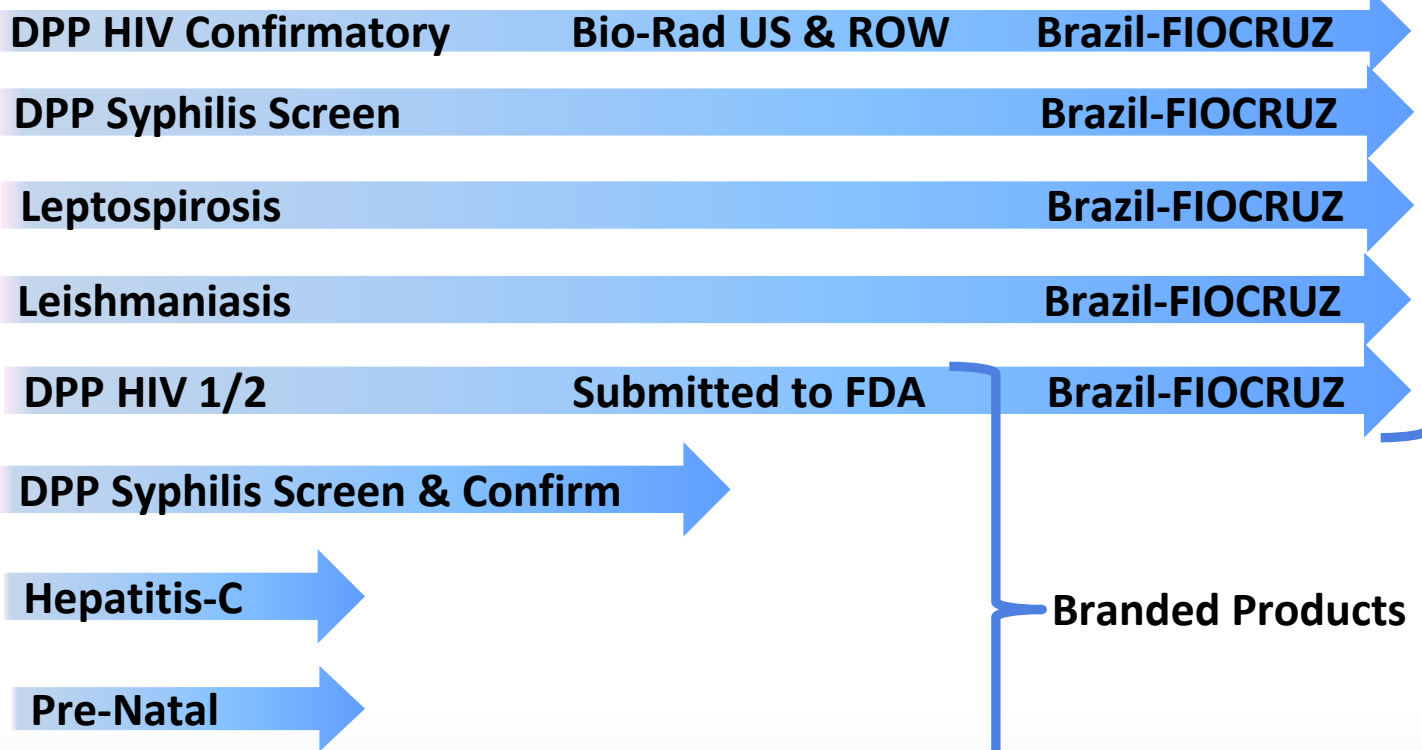 DPP HIV Confirmatory Bio-Rad US & ROW Brazil-FIOCRUZ
DPP Syphilis Screen Brazil-FIOCRUZ
Leptospirosis Brazil-FIOCRUZ
Leishmaniasis Brazil-FIOCRUZ
DPP HIV 1/2 Submitted to FDA Brazil-FIOCRUZ
DPP Syphilis Screen & Confirm
Hepatitis-C
Branded Products
Pre-Natal